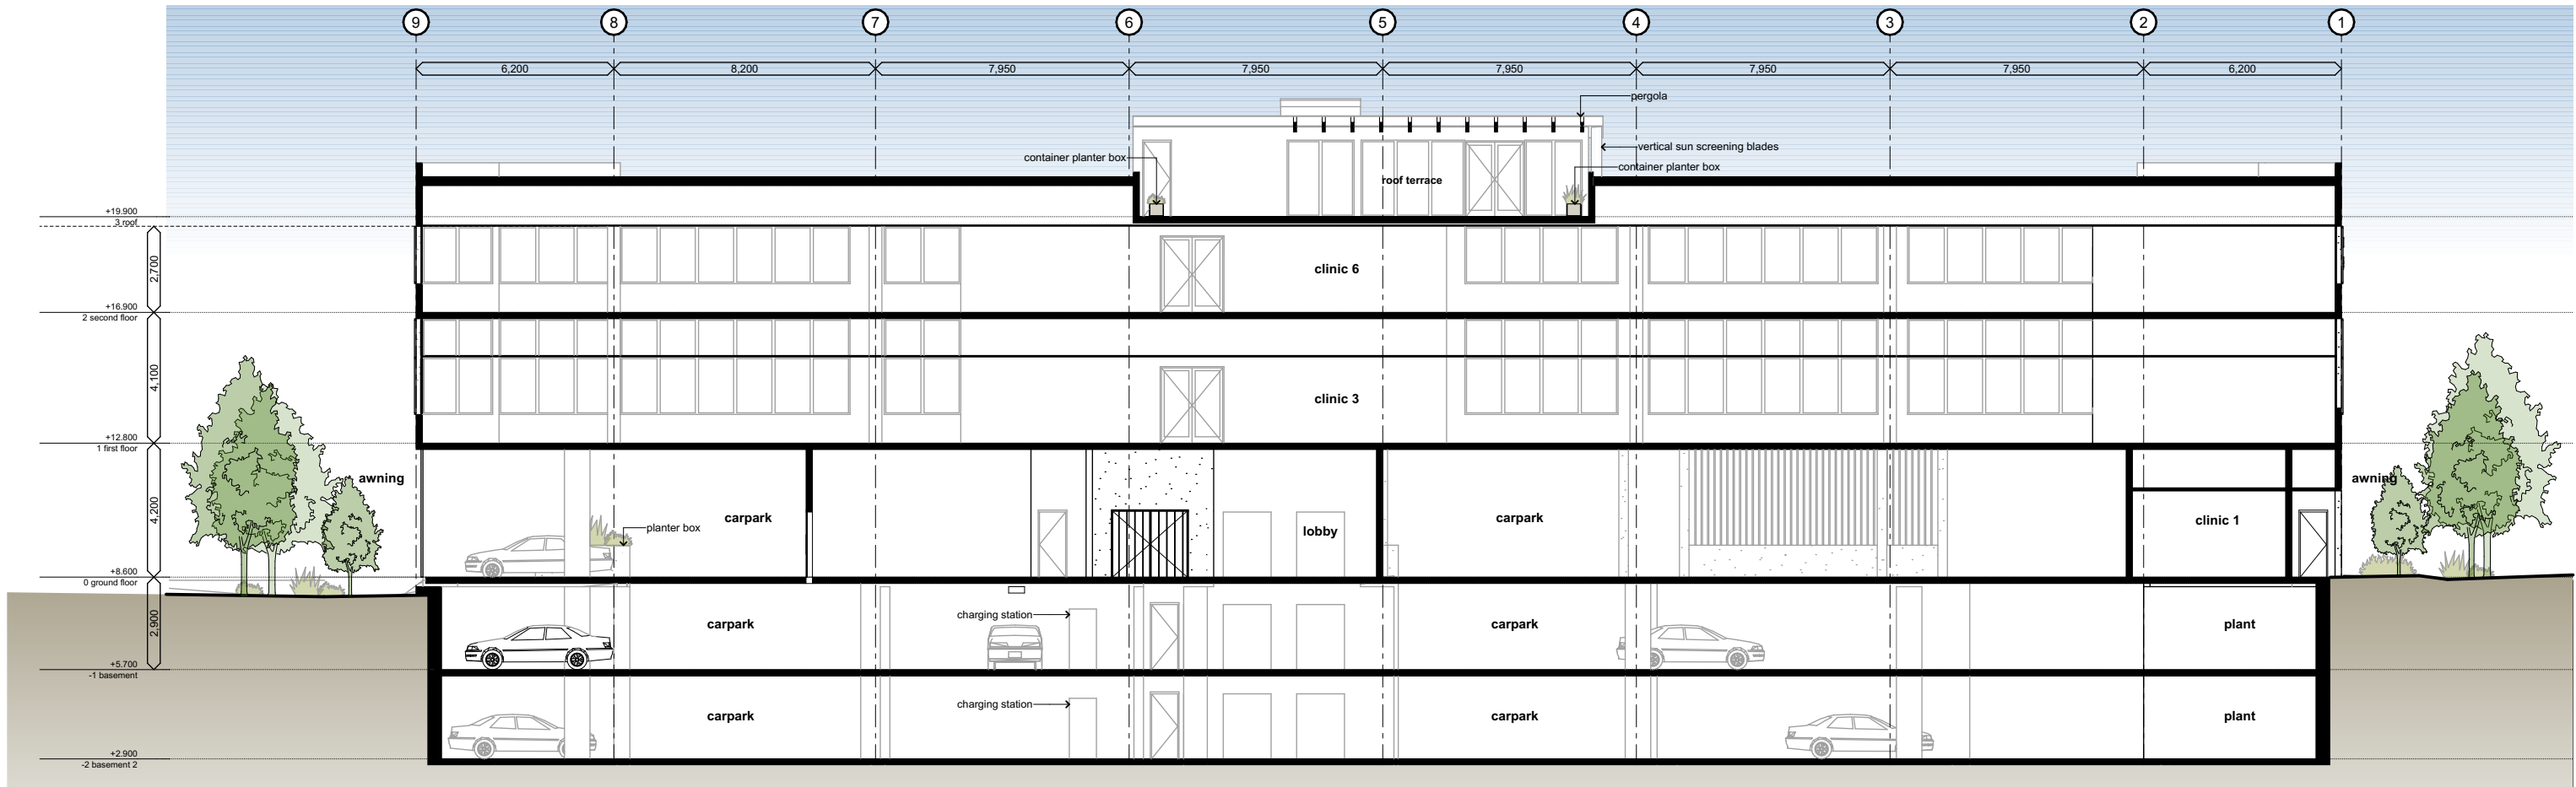 9 8 7 6 5 4 3 2 1
6,200 8,200 7,950 7,950 7,950 7,950 7,950 6,200
pergola
vertical sun screening blades
container planter box
container planter box
roof terrace
+19.900
3 roof
2,700
clinic 6
+16.900
2 second floor
4,100
clinic 3
+12.800
1 first floor
awning
awning
4,200
carpark
planter box
lobby
carpark
clinic 1
+8.600
0 ground floor
2,900
charging station
carpark
carpark
plant
+5.700
-1 basement
charging station
carpark
carpark
plant
+2.900
-2 basement 2